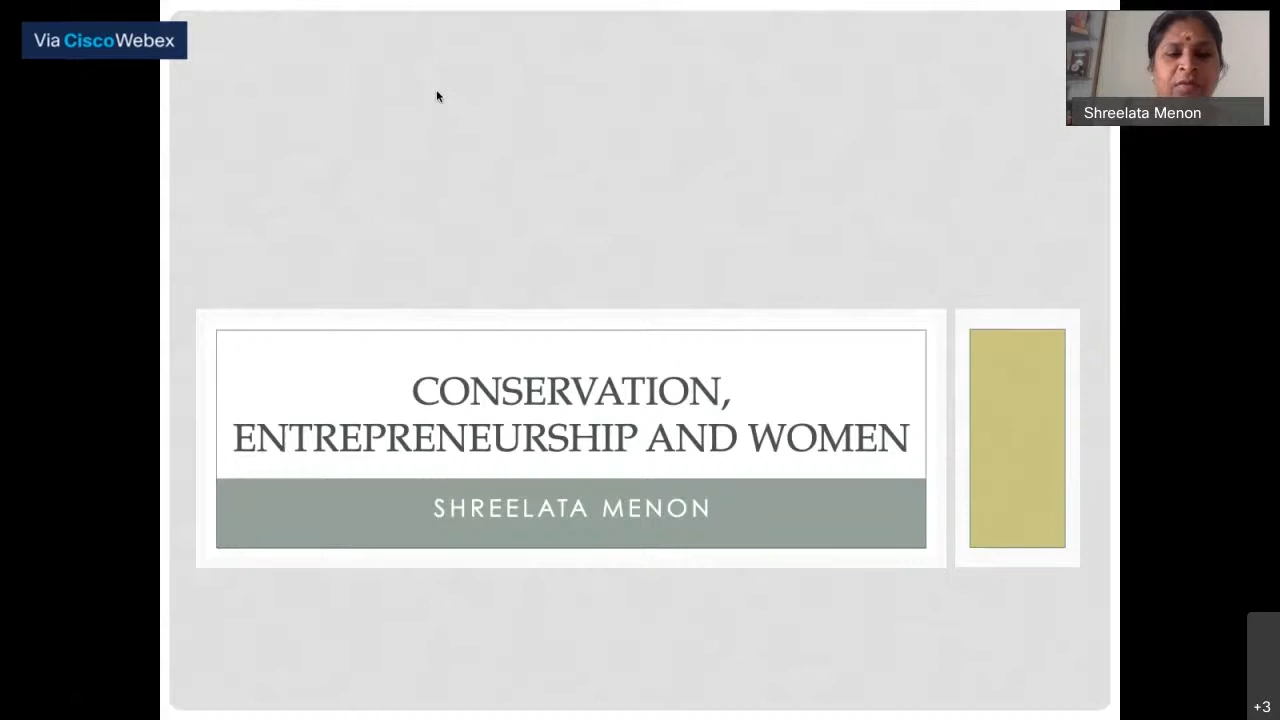 Via CiscoWebex
Shreelata Menon
CONSERVATION,
ENTREPRENEURSHIP AND WOMEN
SHREELATA MENON
+3